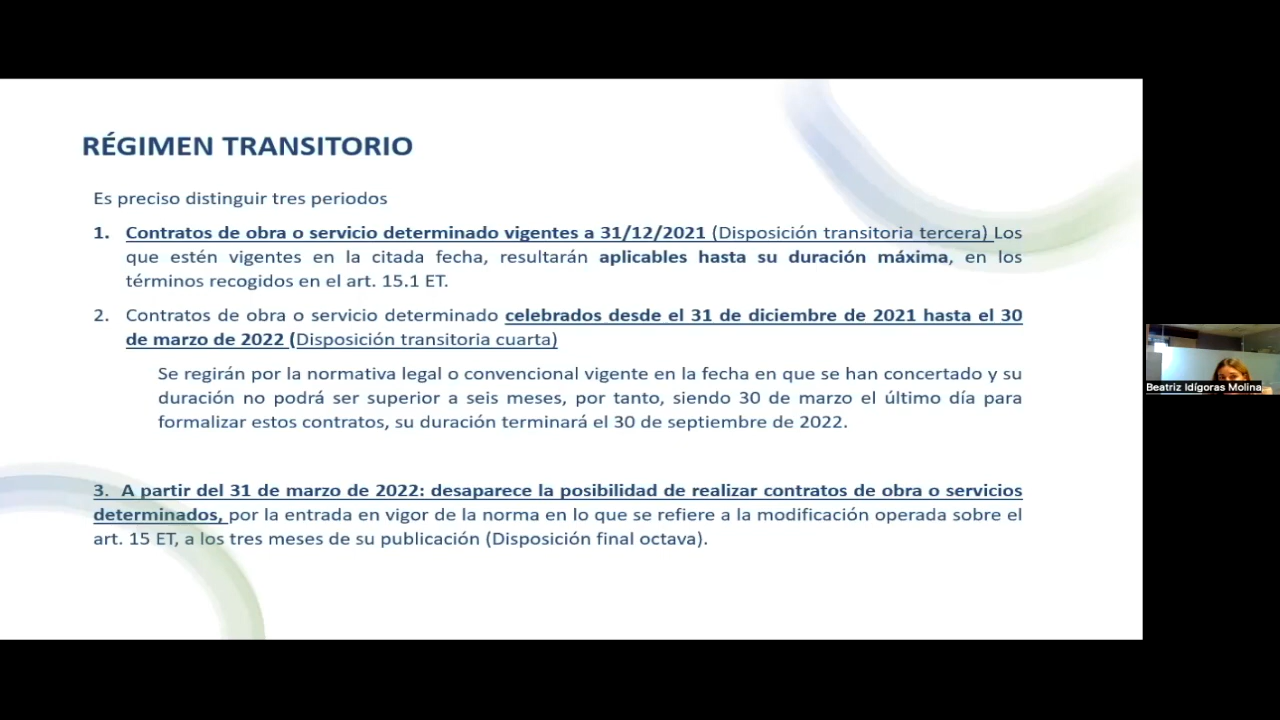 RÉGIMEN TRANSITORIO
Es preciso distinguir tres periodos
1. Contratos de obra o servicio determinado vigentes a 31/12/2021 (Disposición transitoria tercera) Los
que estén vigentes en la citada fecha, resultarán aplicables hasta su duración máxima, en los
términos recogidos en el art. 15.1 ET.
2. Contratos de obra o servicio determinado celebrados desde el 31 de diciembre de 2021 hasta el 30
de marzo de 2022 (Disposición transitoria cuarta)
Se regirán por la normativa legal o convencional vigente en la fecha en que se han concertado y su
duración no podrá ser superior a seis meses, por tanto, siendo 30 de marzo el último día para
formalizar estos contratos, su duración terminará el 30 de septiembre de 2022.
3. A partir del 31 de marzo de 2022: desaparece la posibilidad de realizar contratos de obra o servicios
determinados, por la entrada en vigor de la norma en lo que se refiere a la modificación operada sobre el
art. 15 ET, a los tres meses de su publicación (Disposición final octava).
Beatriz Idígoras Molina